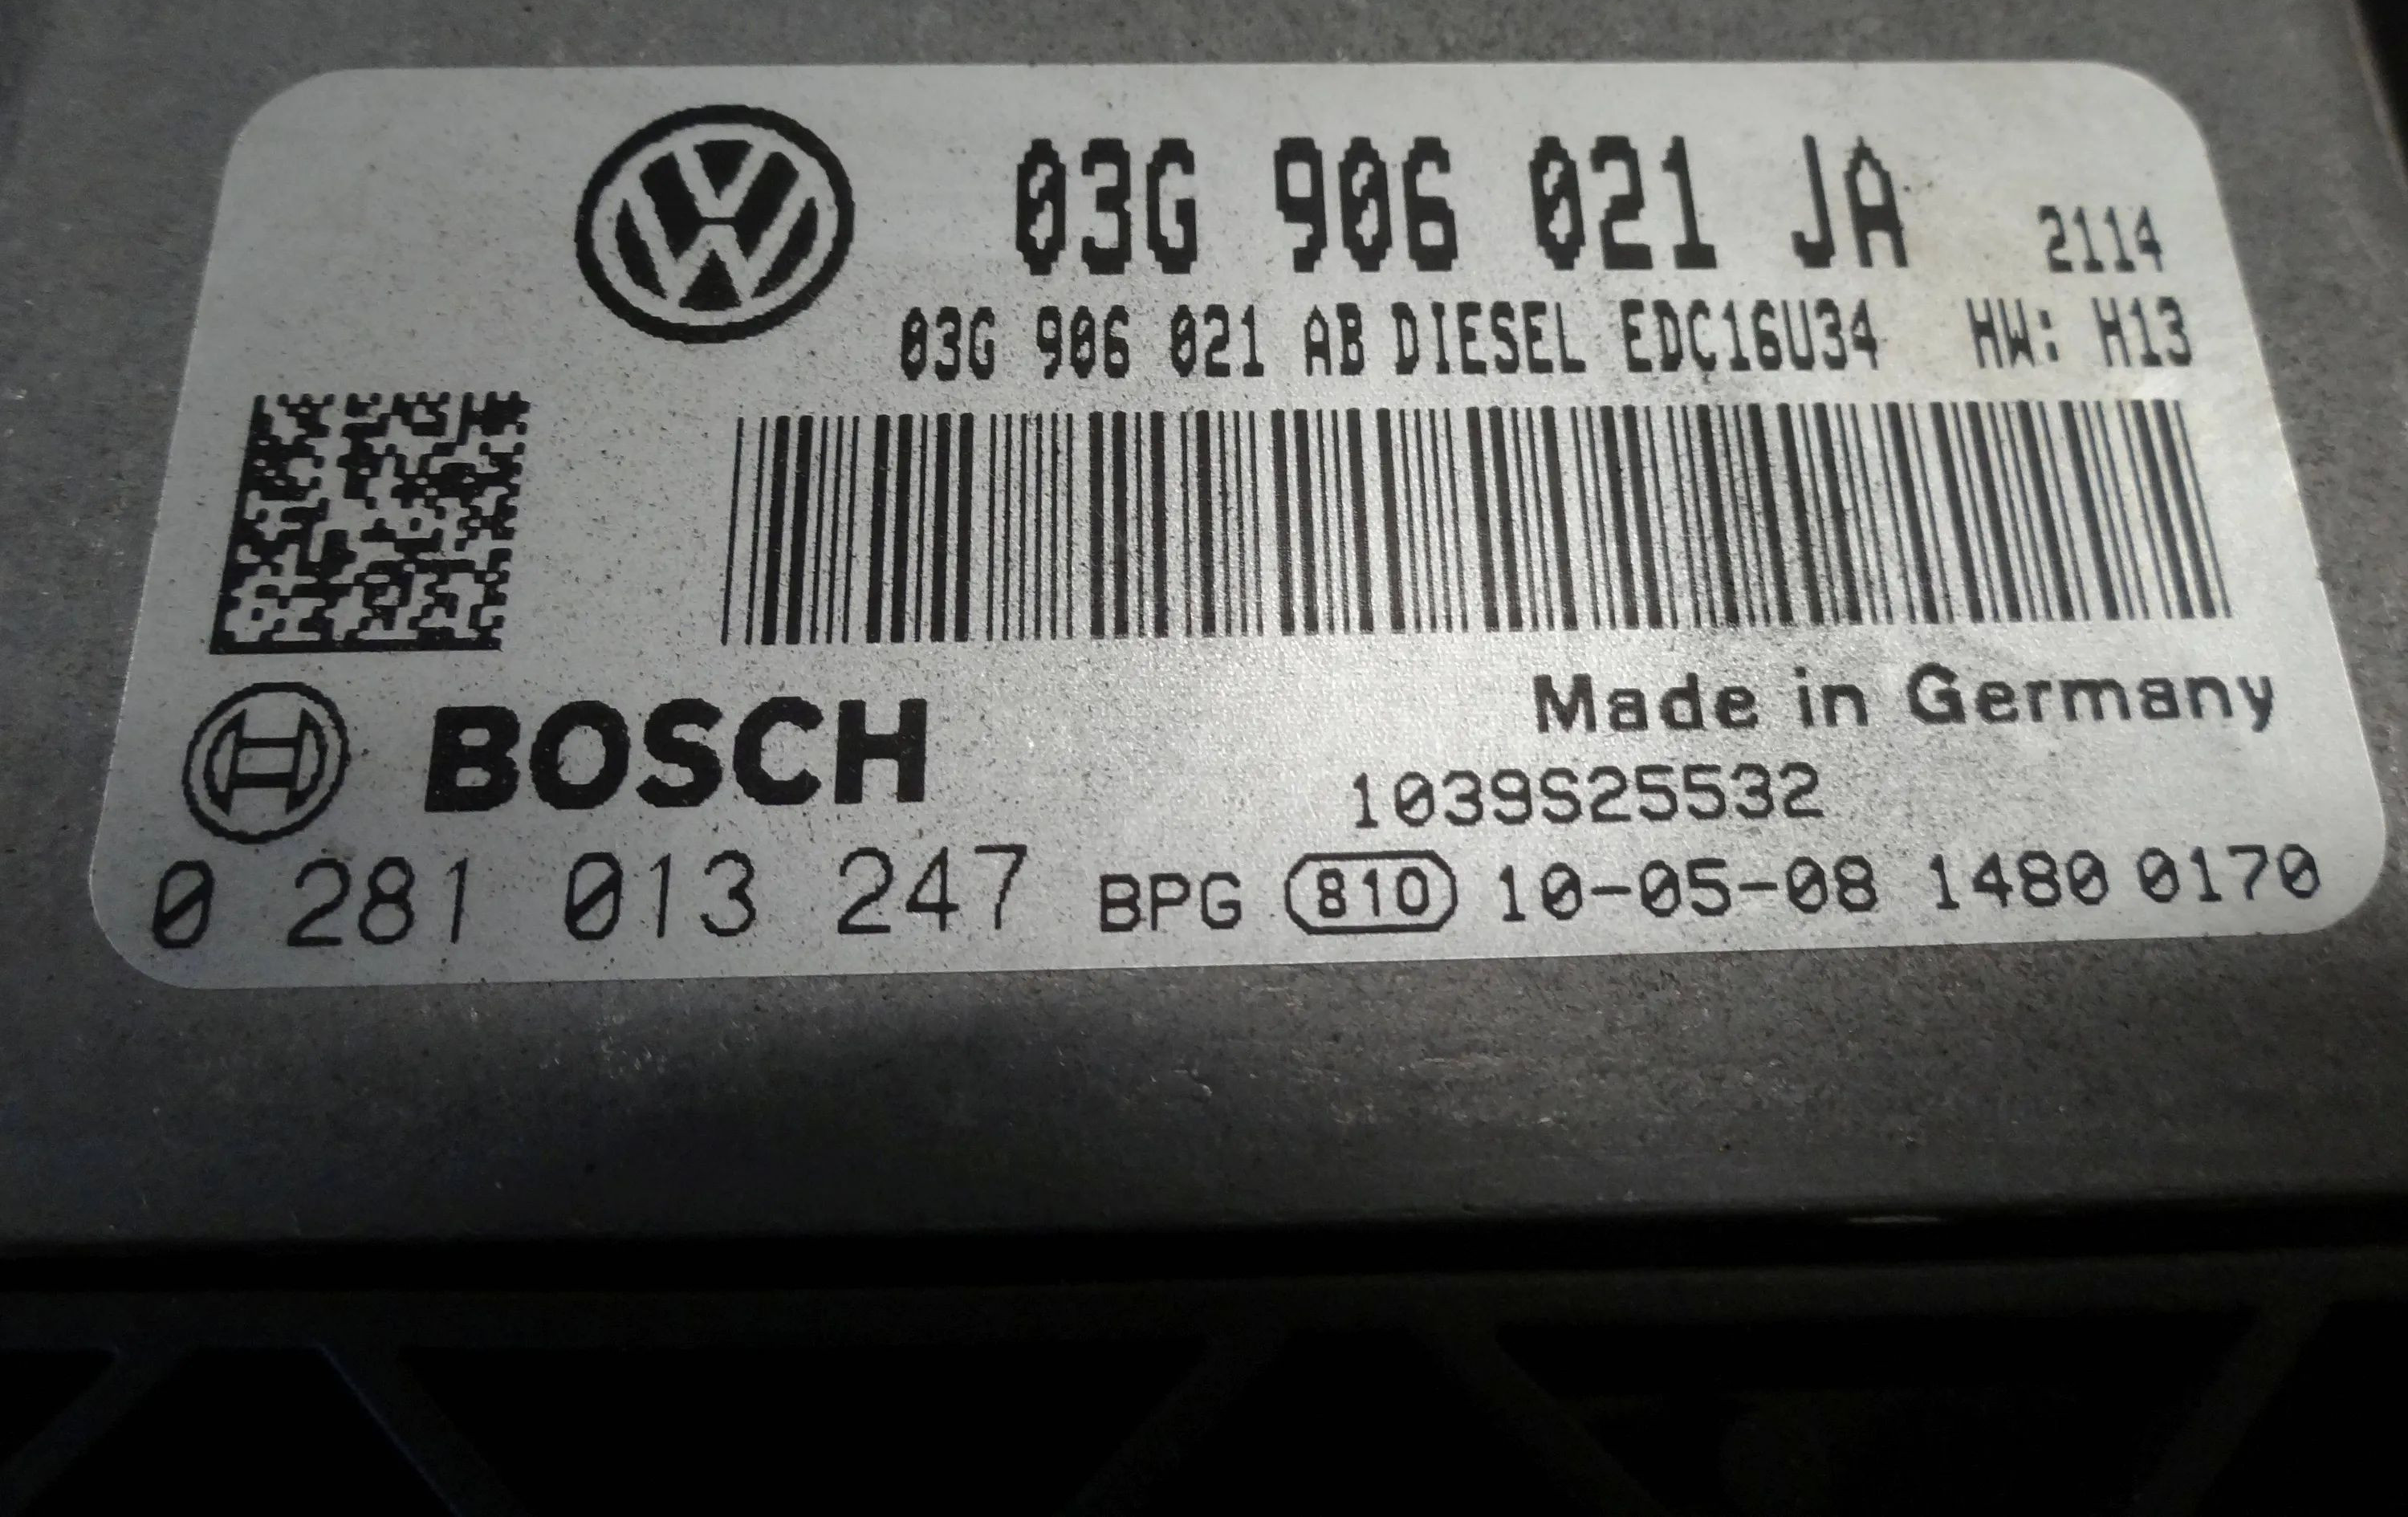 03G 906 021 JA 2114
03G 906 021 AB DIESEL EDC16U34 HW: H13
Made in Germany
BOSCH
1039S25532
0 281 013 247 BPG 810 10-05-08 1480 0170